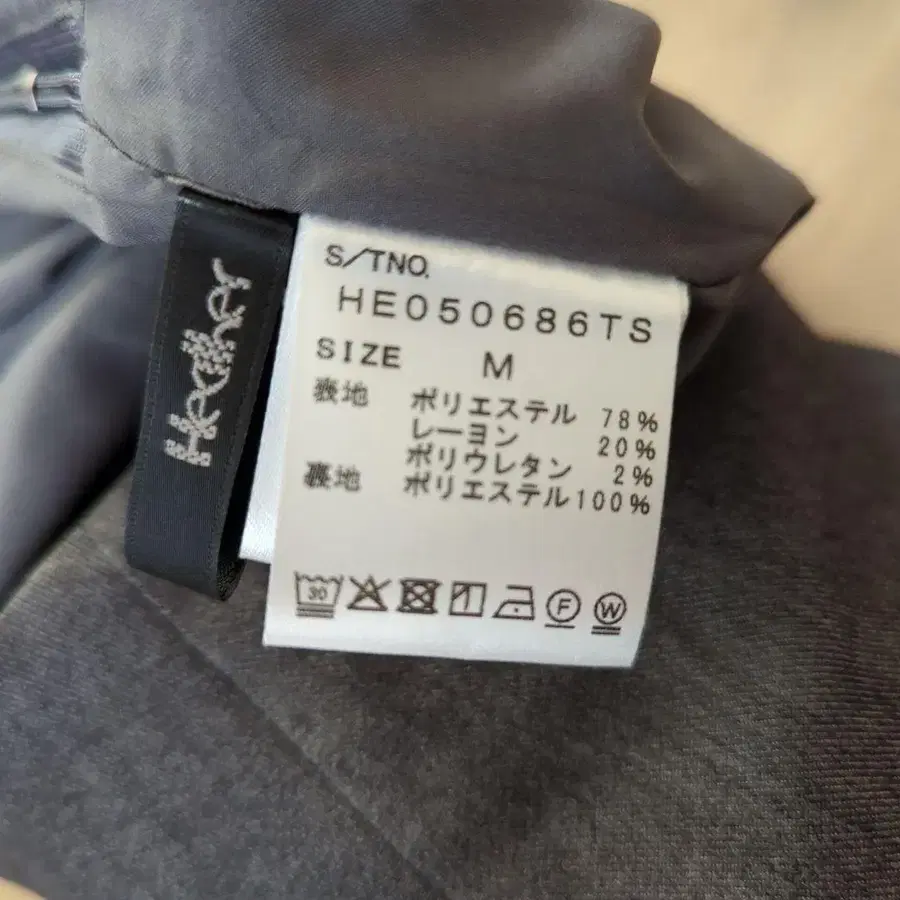 Heather
S/TNO.
HE050686TS
SIZE M
表地 ポリエステル 78%
レーヨン 20%
ポリウレタン 2%
裏地 ポリエステル100%
30 F W